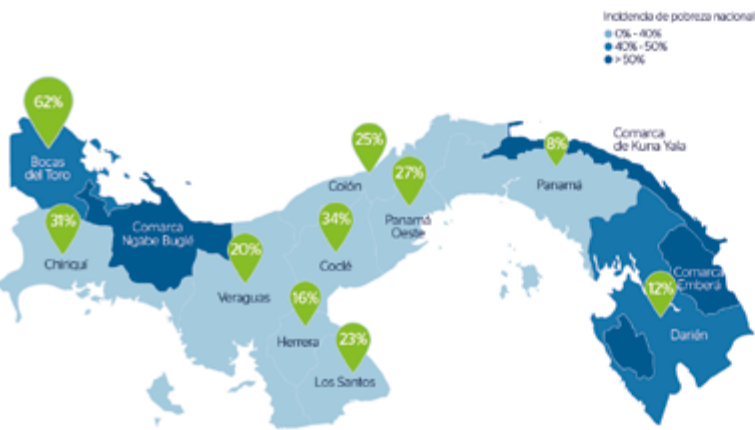 Incidencia de pobreza nacional
0% - 40%
40% - 50%
> 50%
62%
Bocas
del Toro
31%
Chiriquí
Comarca
Ngäbe Buglé
20%
Veraguas
25%
Colón
27%
Panamá
Oeste
34%
Coclé
16%
Herrera
23%
Los Santos
8%
Panamá
Comarca
de Kuna Yala
Comarca
Emberá
12%
Darién